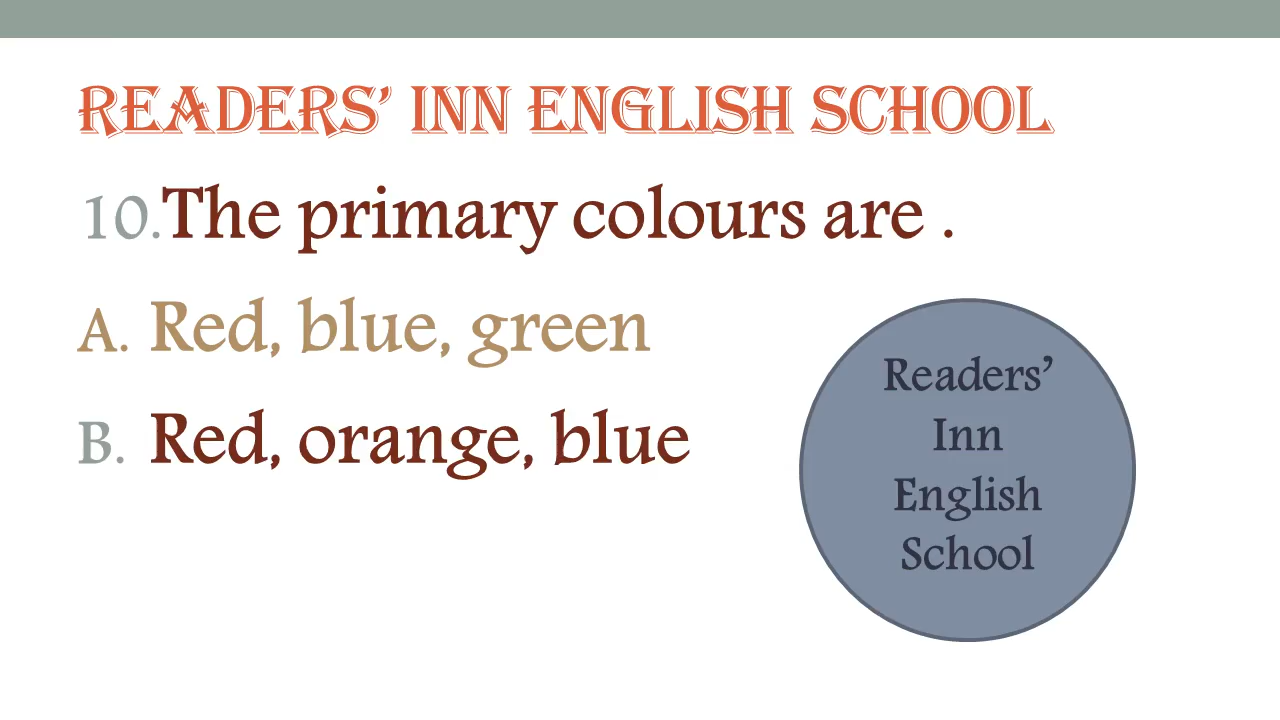 READERS’ INN ENGLISH SCHOOL
10.The primary colours are .
A. Red, blue, green
B. Red, orange, blue
Readers’
Inn
English
School